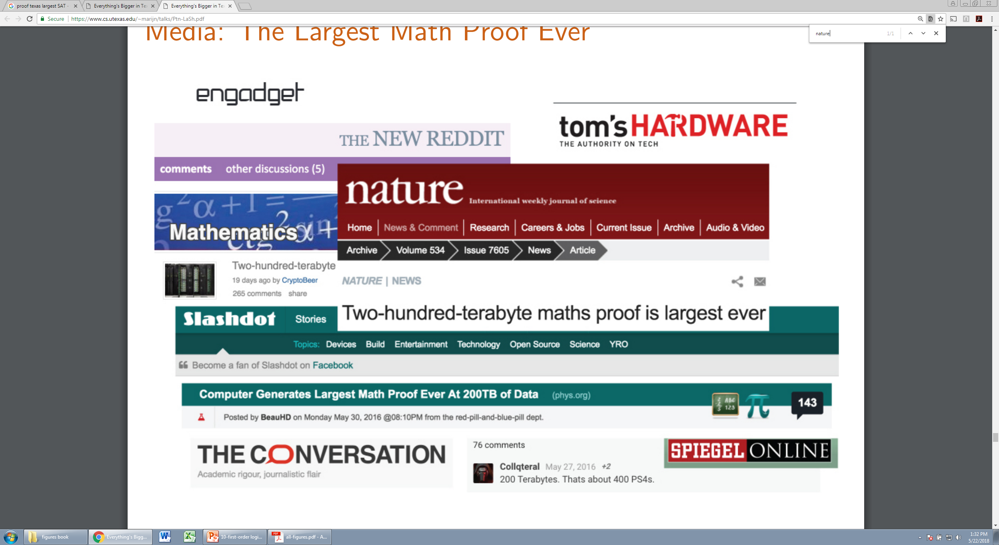 proof texas largest SAT -
Everything's Bigger in Te
Everything's Bigger in Te
Secure
https://www.cs.utexas.edu/~marijn/talks/Ptn-LaSh.pdf
nature
1/1
Media: The Largest Math Proof Ever
engadget
tom's HARDWARE
THE AUTHORITY ON TECH
THE NEW REDDIT
comments other discussions (5)
nature International weekly journal of science
Home News & Comment Research Careers & Jobs Current Issue Archive Audio & Video
Archive Volume 534 Issue 7605 News Article
g 2 α + 1 =
2 sin 2
α +
Mathematics
Two-hundred-terabyte
19 days ago by CryptoBeer
265 comments share
NATURE | NEWS
Two-hundred-terabyte maths proof is largest ever
Slashdot Stories
Topics: Devices Build Entertainment Technology Open Source Science YRO
Become a fan of Slashdot on Facebook
Computer Generates Largest Math Proof Ever At 200TB of Data (phys.org)
ABC
123
π
143
Posted by BeauHD on Monday May 30, 2016 @08:10PM from the red-pill-and-blue-pill dept.
THE CONVERSATION
Academic rigour, journalistic flair
76 comments
Collqteral May 27, 2016 +2
200 Terabytes. Thats about 400 PS4s.
SPIEGEL ONLINE
figures book
Everything's Bigg...
10-first-order logi...
PDF
all-figures.pdf - A...
1:32 PM
5/22/2018